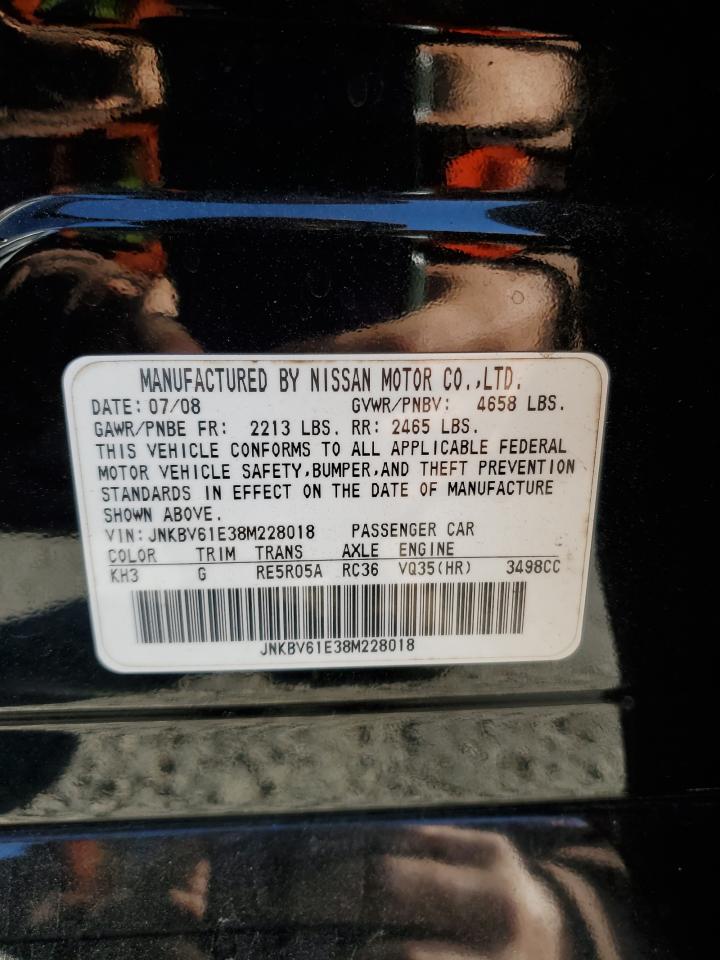 MANUFACTURED BY NISSAN MOTOR CO.,LTD.
DATE: 07/08 GVWR/PNBV: 4658 LBS.
GAWR/PNBE FR: 2213 LBS. RR: 2465 LBS.
THIS VEHICLE CONFORMS TO ALL APPLICABLE FEDERAL
MOTOR VEHICLE SAFETY,BUMPER,AND THEFT PREVENTION
STANDARDS IN EFFECT ON THE DATE OF MANUFACTURE
SHOWN ABOVE.
VIN: JNKBV61E38M228018 PASSENGER CAR
COLOR TRIM TRANS AXLE ENGINE
KH3 G RE5R05A RC36 VQ35(HR) 3498CC
JNKBV61E38M228018